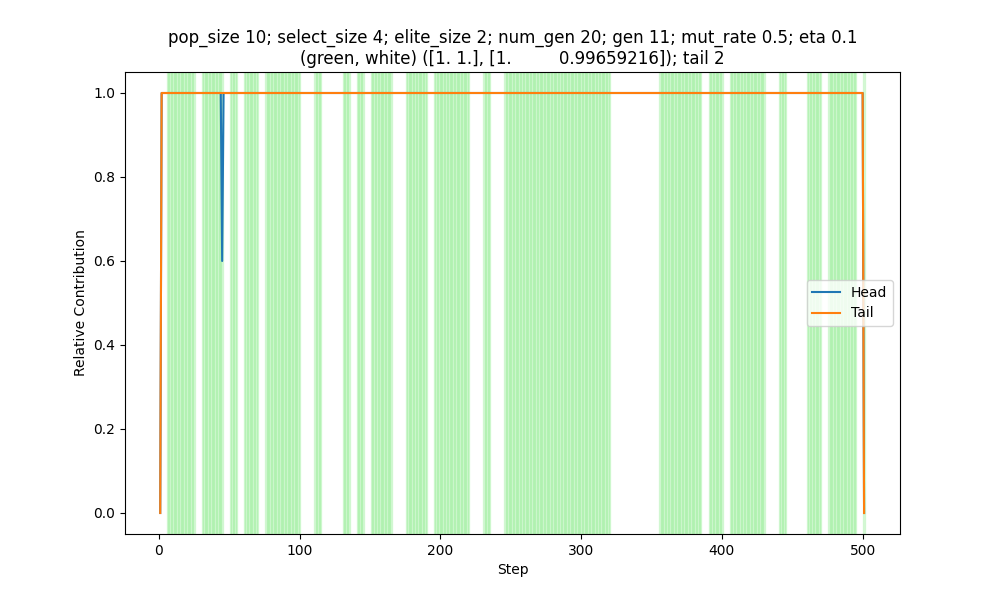 pop_size 10; select_size 4; elite_size 2; num_gen 20; gen 11; mut_rate 0.5; eta 0.1
(green, white) ([1. 1.], [1.         0.99659216]); tail 2
1.0
0.8
0.6
0.4
0.2
0.0
Relative Contribution
Head
Tail
0
100
200
300
400
500
Step